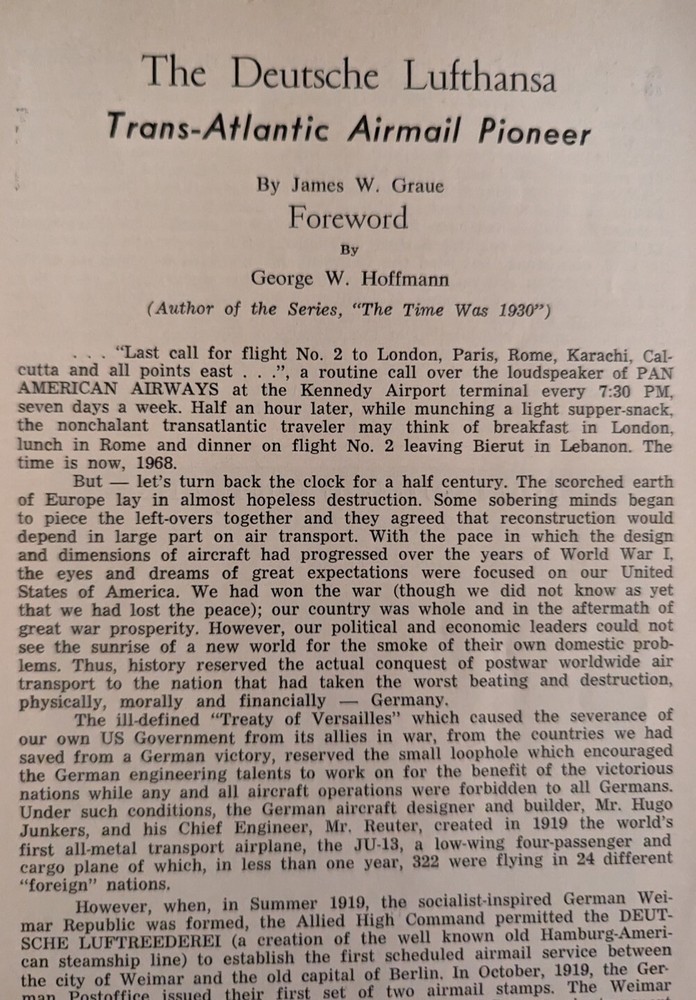 The Deutsche Lufthansa
Trans-Atlantic Airmail Pioneer
By James W. Graue
Foreword
By
George W. Hoffmann
(Author of the Series, "The Time Was 1930")
. . . "Last call for flight No. 2 to London, Paris, Rome, Karachi, Cal-
cutta and all points east . . .", a routine call over the loudspeaker of PAN
AMERICAN AIRWAYS at the Kennedy Airport terminal every 7:30 PM,
seven days a week. Half an hour later, while munching a light supper-snack,
the nonchalant transatlantic traveler may think of breakfast in London,
lunch in Rome and dinner on flight No. 2 leaving Bierut in Lebanon. The
time is now, 1968.
But — let's turn back the clock for a half century. The scorched earth
of Europe lay in almost hopeless destruction. Some sobering minds began
to piece the left-overs together and they agreed that reconstruction would
depend in large part on air transport. With the pace in which the design
and dimensions of aircraft had progressed over the years of World War I,
the eyes and dreams of great expectations were focused on our United
States of America. We had won the war (though we did not know as yet
that we had lost the peace); our country was whole and in the aftermath of
great war prosperity. However, our political and economic leaders could not
see the sunrise of a new world for the smoke of their own domestic prob-
lems. Thus, history reserved the actual conquest of postwar worldwide air
transport to the nation that had taken the worst beating and destruction,
physically, morally and financially — Germany.
The ill-defined "Treaty of Versailles" which caused the severance of
our own US Government from its allies in war, from the countries we had
saved from a German victory, reserved the small loophole which encouraged
the German engineering talents to work on for the benefit of the victorious
nations while any and all aircraft operations were forbidden to all Germans.
Under such conditions, the German aircraft designer and builder, Mr. Hugo
Junkers, and his Chief Engineer, Mr. Reuter, created in 1919 the world's
first all-metal transport airplane, the JU-13, a low-wing four-passenger and
cargo plane of which, in less than one year, 322 were flying in 24 different
"foreign" nations.
However, when, in Summer 1919, the socialist-inspired German Wei-
mar Republic was formed, the Allied High Command permitted the DEUT-
SCHE LUFTREEDEREI (a creation of the well known old Hamburg-Ameri-
can steamship line) to establish the first scheduled airmail service between
the city of Weimar and the old capital of Berlin. In October, 1919, the Ger-
man Postoffice issued their first set of two airmail stamps. The Weimar